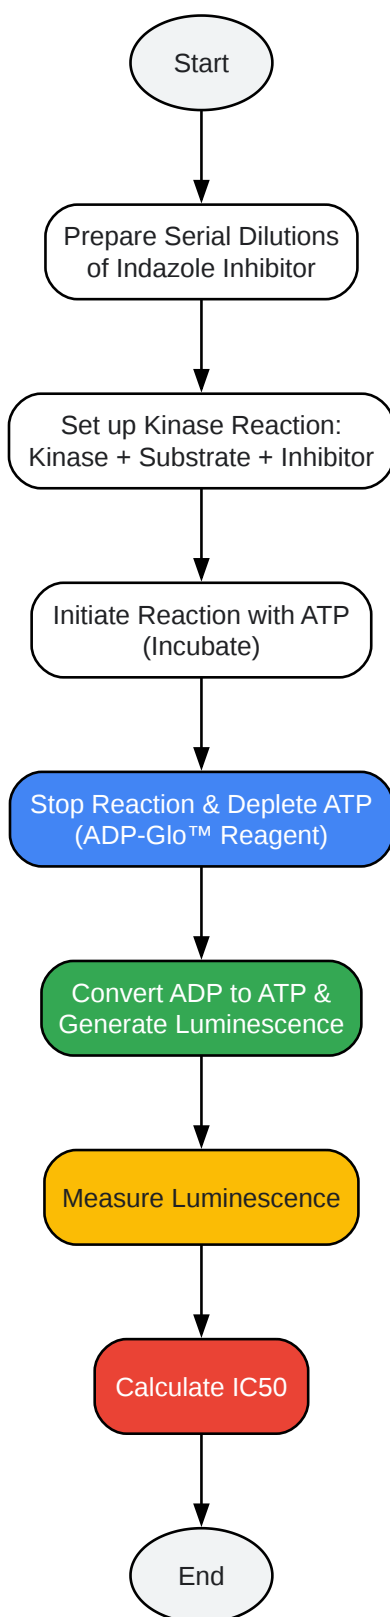 Start
Prepare Serial Dilutions
of Indazole Inhibitor
Set up Kinase Reaction:
Kinase + Substrate + Inhibitor
Initiate Reaction with ATP
(Incubate)
Stop Reaction & Deplete ATP
(ADP-Glo™ Reagent)
Convert ADP to ATP &
Generate Luminescence
Measure Luminescence
Calculate IC50
End